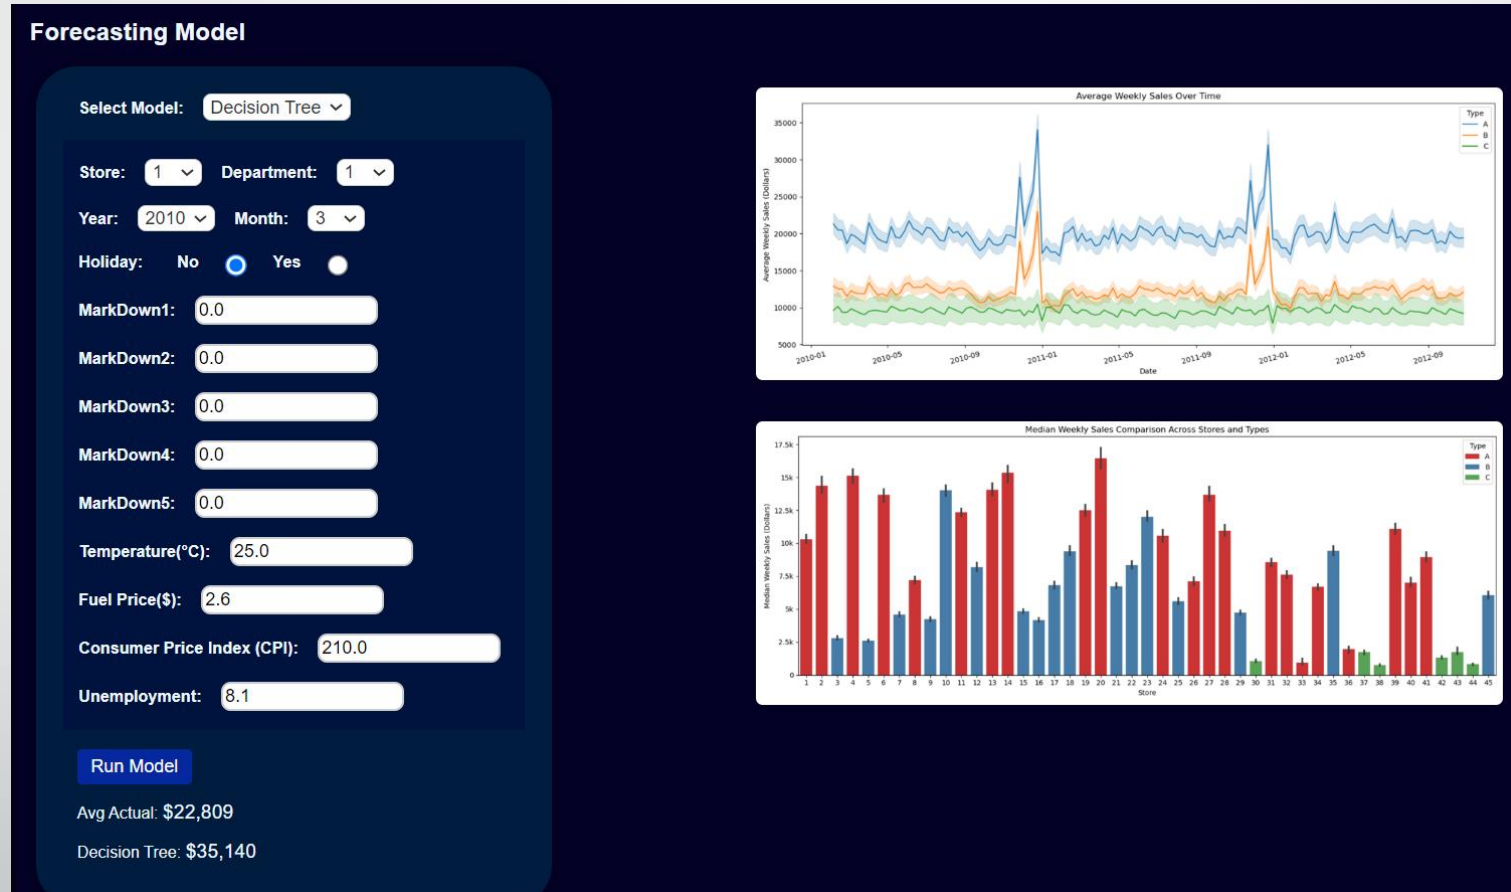 Forecasting Model
Select Model: Decision Tree
Store: 1 Department: 1
Year: 2010 Month: 3
Holiday: No Yes
MarkDown1: 0.0
MarkDown2: 0.0
MarkDown3: 0.0
MarkDown4: 0.0
MarkDown5: 0.0
Temperature(°C): 25.0
Fuel Price($): 2.6
Consumer Price Index (CPI): 210.0
Unemployment: 8.1
Run Model
Avg Actual: $22,809
Decision Tree: $35,140
Average Weekly Sales Over Time
Type
A
B
C
Average Weekly Sales (Dollars)
35000
30000
25000
20000
15000
10000
5000
2010-01 2010-05 2010-09 2011-01 2011-05 2011-09 2012-01 2012-05 2012-09
Date
Median Weekly Sales Comparison Across Stores and Types
Type
A
B
C
Median Weekly Sales (Dollars)
17.5k
15k
12.5k
10k
7.5k
5k
2.5k
0
1 2 3 4 5 6 7 8 9 10 11 12 13 14 15 16 17 18 19 20 21 22 23 24 25 26 27 28 29 30 31 32 33 34 35 36 37 38 39 40 41 42 43 44 45
Store